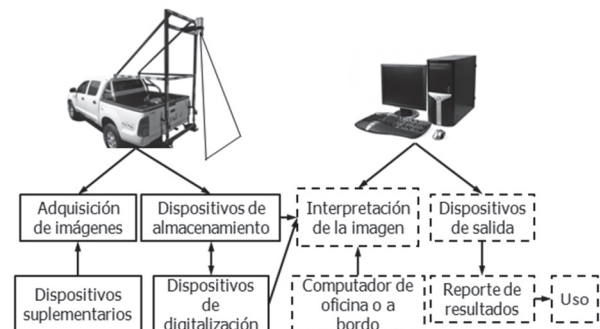 Adquisición
de imágenes
Dispositivos de
almacenamiento
Interpretación
de la imagen
Dispositivos
de salida
Dispositivos
suplementarios
Dispositivos
de
digitalización
Computador de
oficina o a
bordo
Reporte de
resultados
Uso